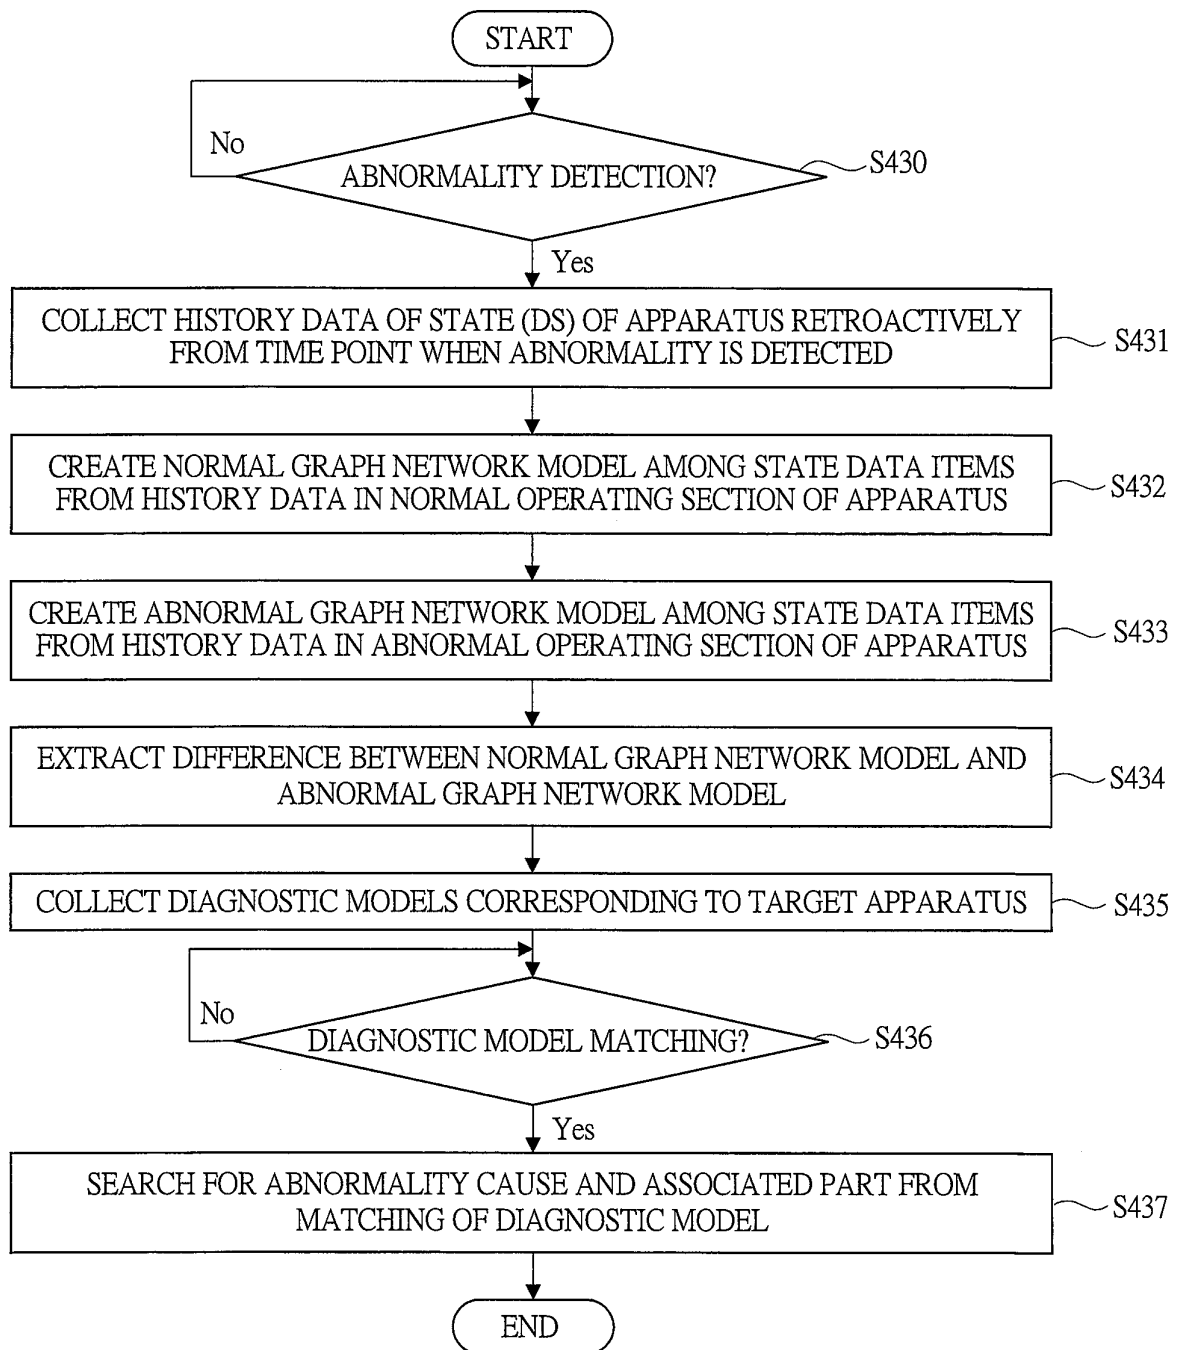 START
No
ABNORMALITY DETECTION?
S430
Yes
COLLECT HISTORY DATA OF STATE (DS) OF APPARATUS RETROACTIVELY
FROM TIME POINT WHEN ABNORMALITY IS DETECTED
S431
CREATE NORMAL GRAPH NETWORK MODEL AMONG STATE DATA ITEMS
FROM HISTORY DATA IN NORMAL OPERATING SECTION OF APPARATUS
S432
CREATE ABNORMAL GRAPH NETWORK MODEL AMONG STATE DATA ITEMS
FROM HISTORY DATA IN ABNORMAL OPERATING SECTION OF APPARATUS
S433
EXTRACT DIFFERENCE BETWEEN NORMAL GRAPH NETWORK MODEL AND
ABNORMAL GRAPH NETWORK MODEL
S434
COLLECT DIAGNOSTIC MODELS CORRESPONDING TO TARGET APPARATUS
S435
No
DIAGNOSTIC MODEL MATCHING?
S436
Yes
SEARCH FOR ABNORMALITY CAUSE AND ASSOCIATED PART FROM
MATCHING OF DIAGNOSTIC MODEL
S437
END